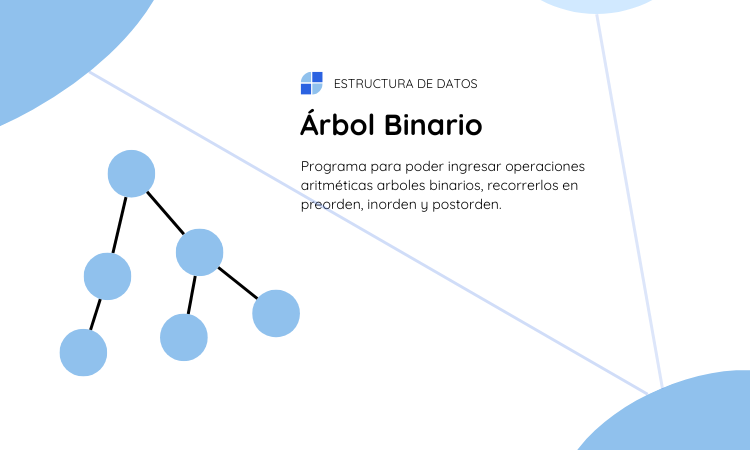 ESTRUCTURA DE DATOS
Árbol Binario
Programa para poder ingresar operaciones
aritméticas arboles binarios, recorrerlos en
preorden, inorden y postorden.